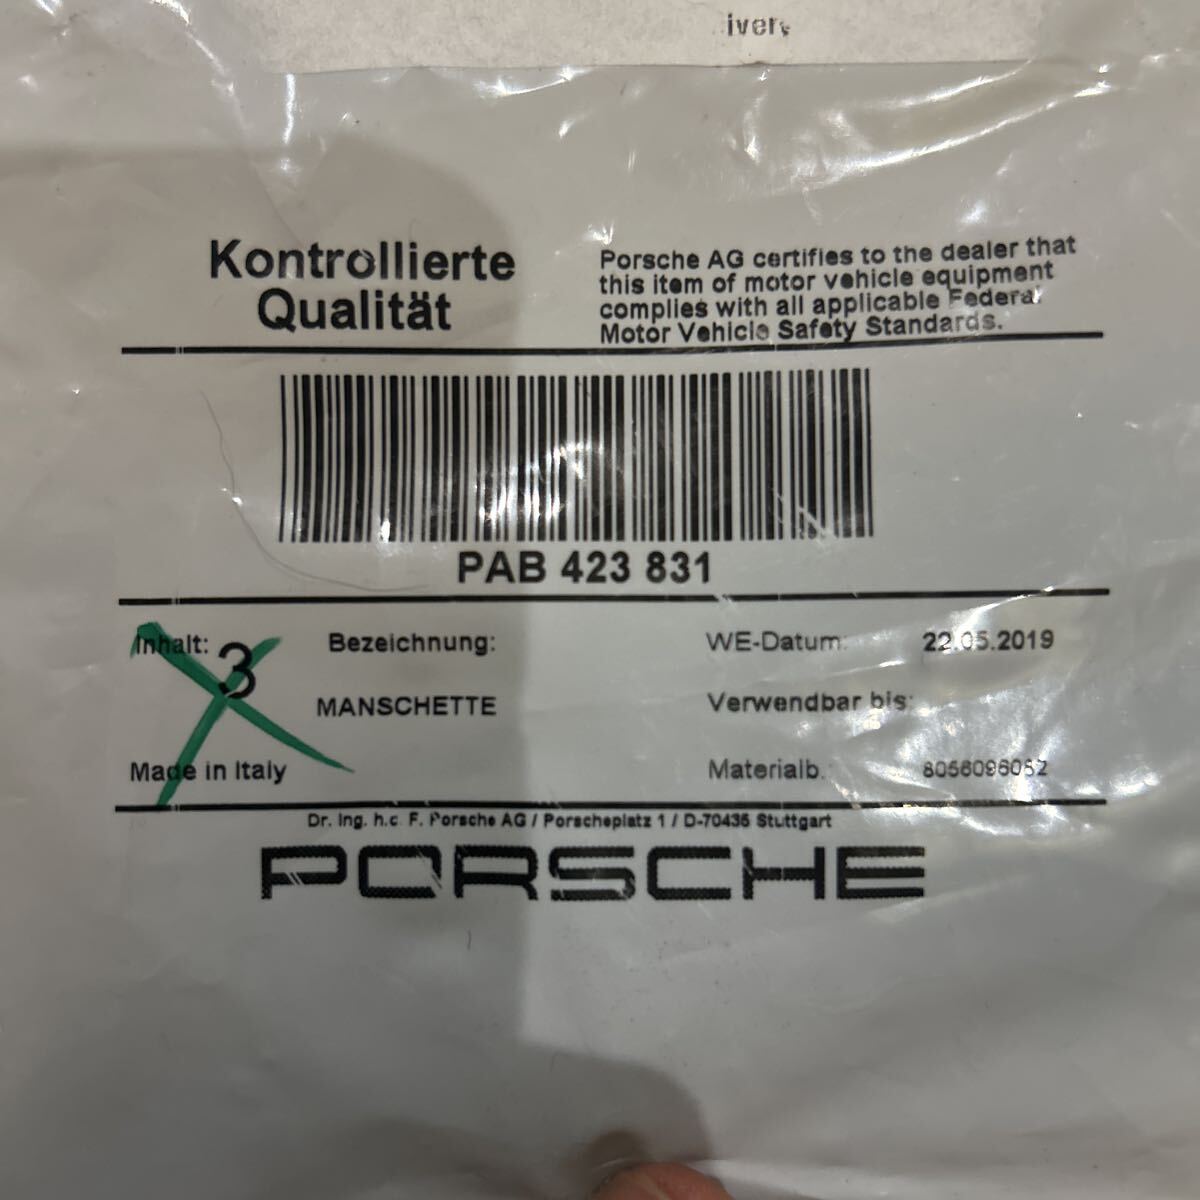 Kontrollierte
Qualität
Porsche AG certifies to the dealer that
this item of motor vehicle equipment
complies with all applicable Federal
Motor Vehicle Safety Standards.
PAB 423 831
Inhalt: 3
Bezeichnung:
MANSCHETTE
Made in Italy
WE-Datum: 22.05.2019
Verwendbar bis:
Materialb.:
Dr. Ing. h.c. F. Porsche AG / Porscheplatz 1 / D-70435 Stuttgart
PORSCHE